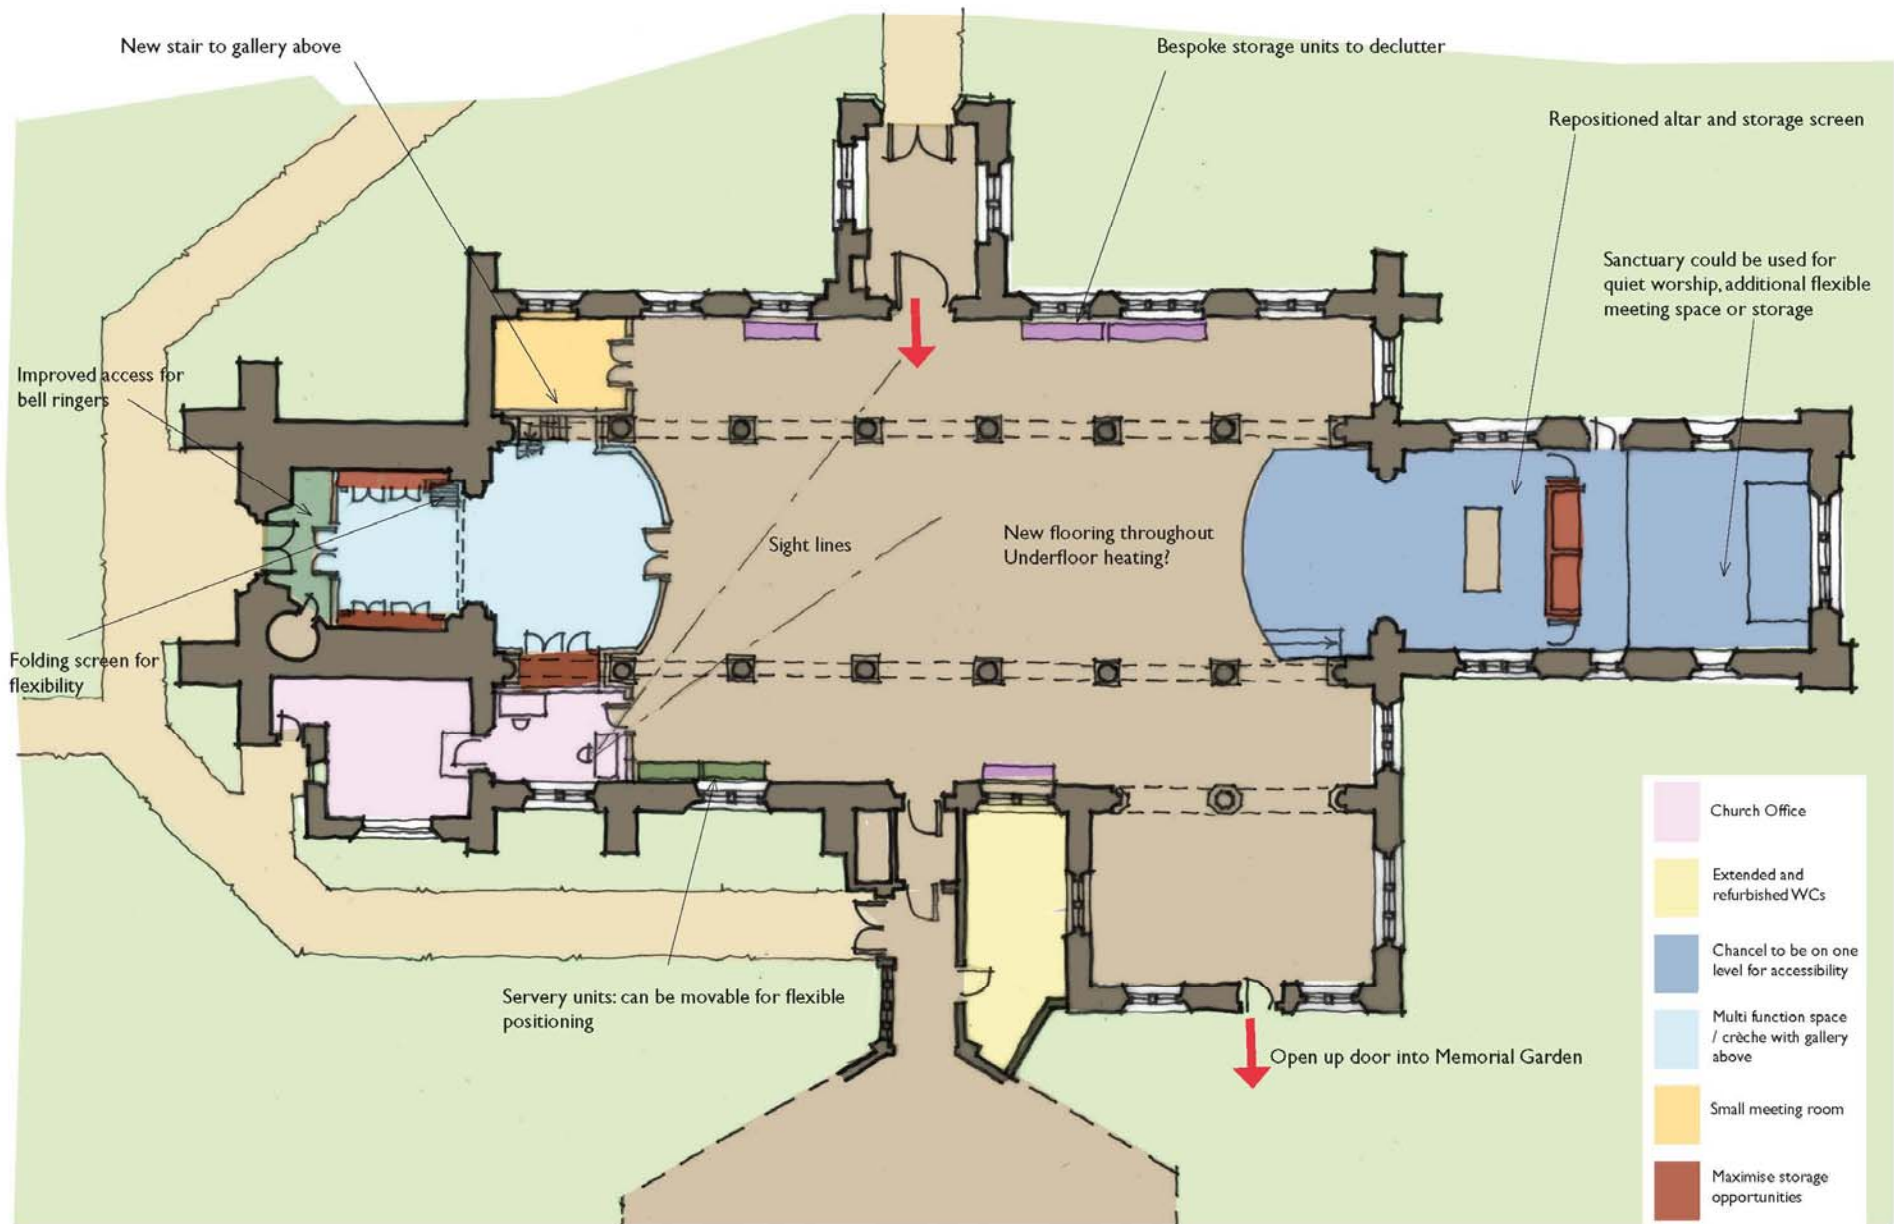 New stair to gallery above
Bespoke storage units to declutter
Repositioned altar and storage screen
Sanctuary could be used for
quiet worship, additional flexible
meeting space or storage
Improved access for
bell ringers
Sight lines
New flooring throughout
Underfloor heating?
Folding screen for
flexibility
Servery units: can be movable for flexible
positioning
Open up door into Memorial Garden
Church Office
Extended and
refurbished WCs
Chancel to be on one
level for accessibility
Multi function space
/ crèche with gallery
above
Small meeting room
Maximise storage
opportunities